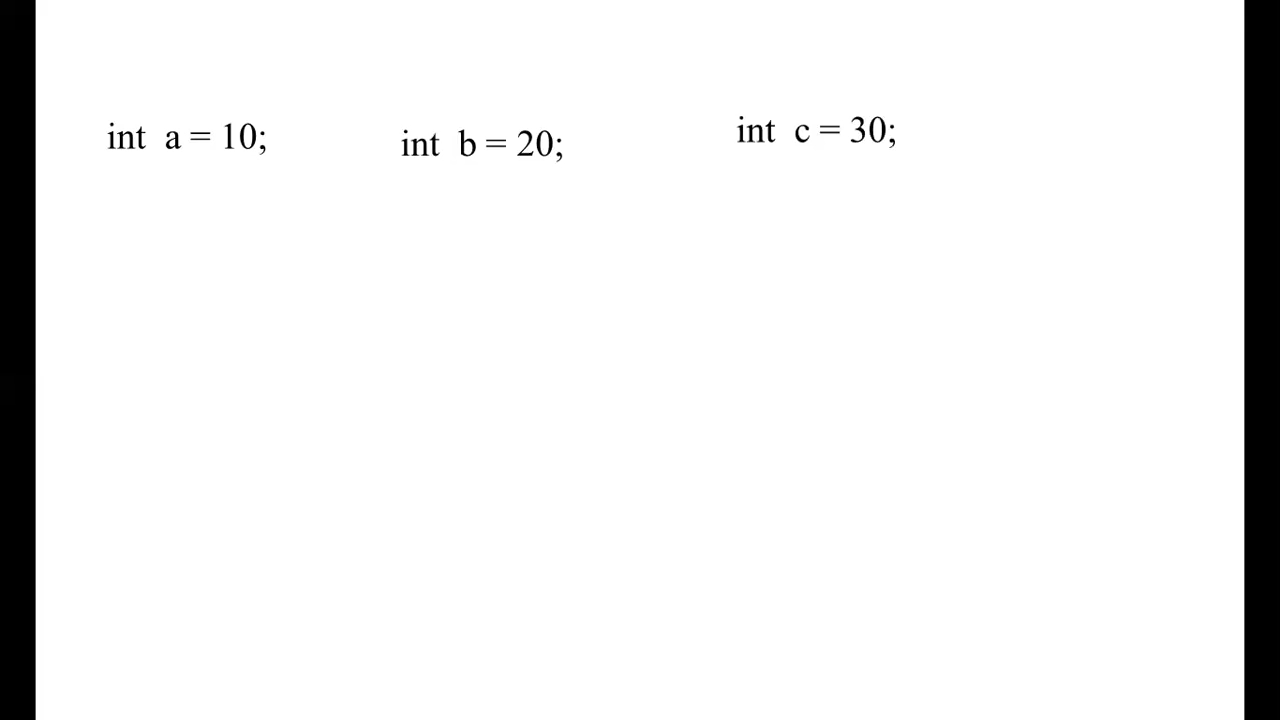 int a = 10;
int b = 20;
int c = 30;